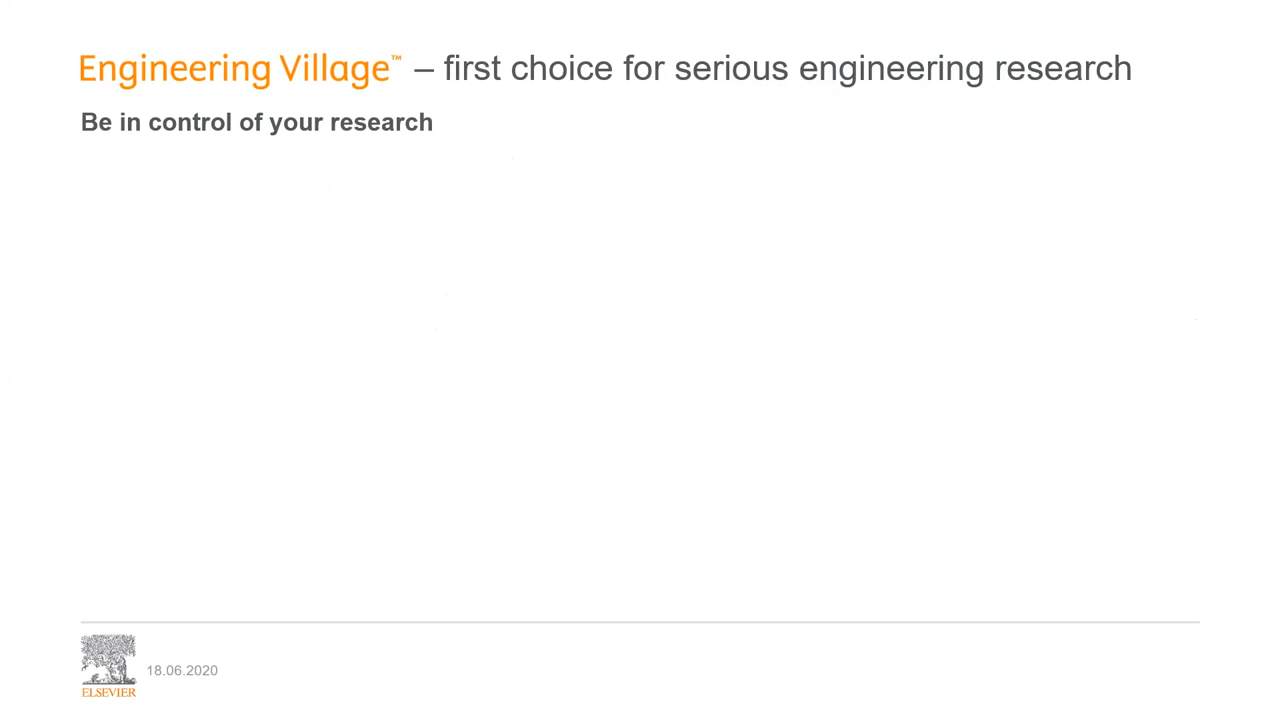 Engineering Village™ – first choice for serious engineering research
Be in control of your research
18.06.2020
ELSEVIER